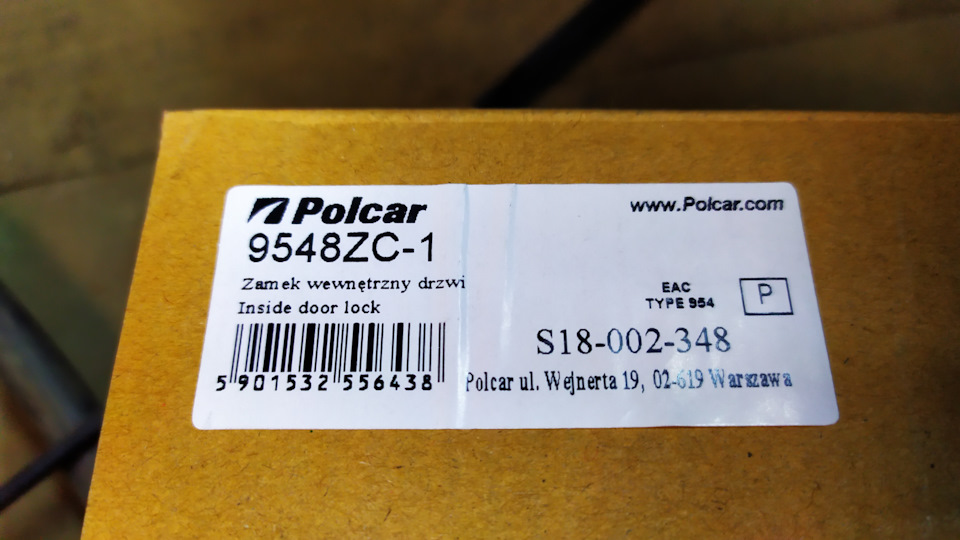 Polcar
www.Polcar.com
9548ZC-1
Zamek wewnętrzny drzwi
Inside door lock
EAC
TYPE 954
P
S18-002-348
5 901532 556438
Polcar ul. Wejnerta 19, 02-619 Warszawa